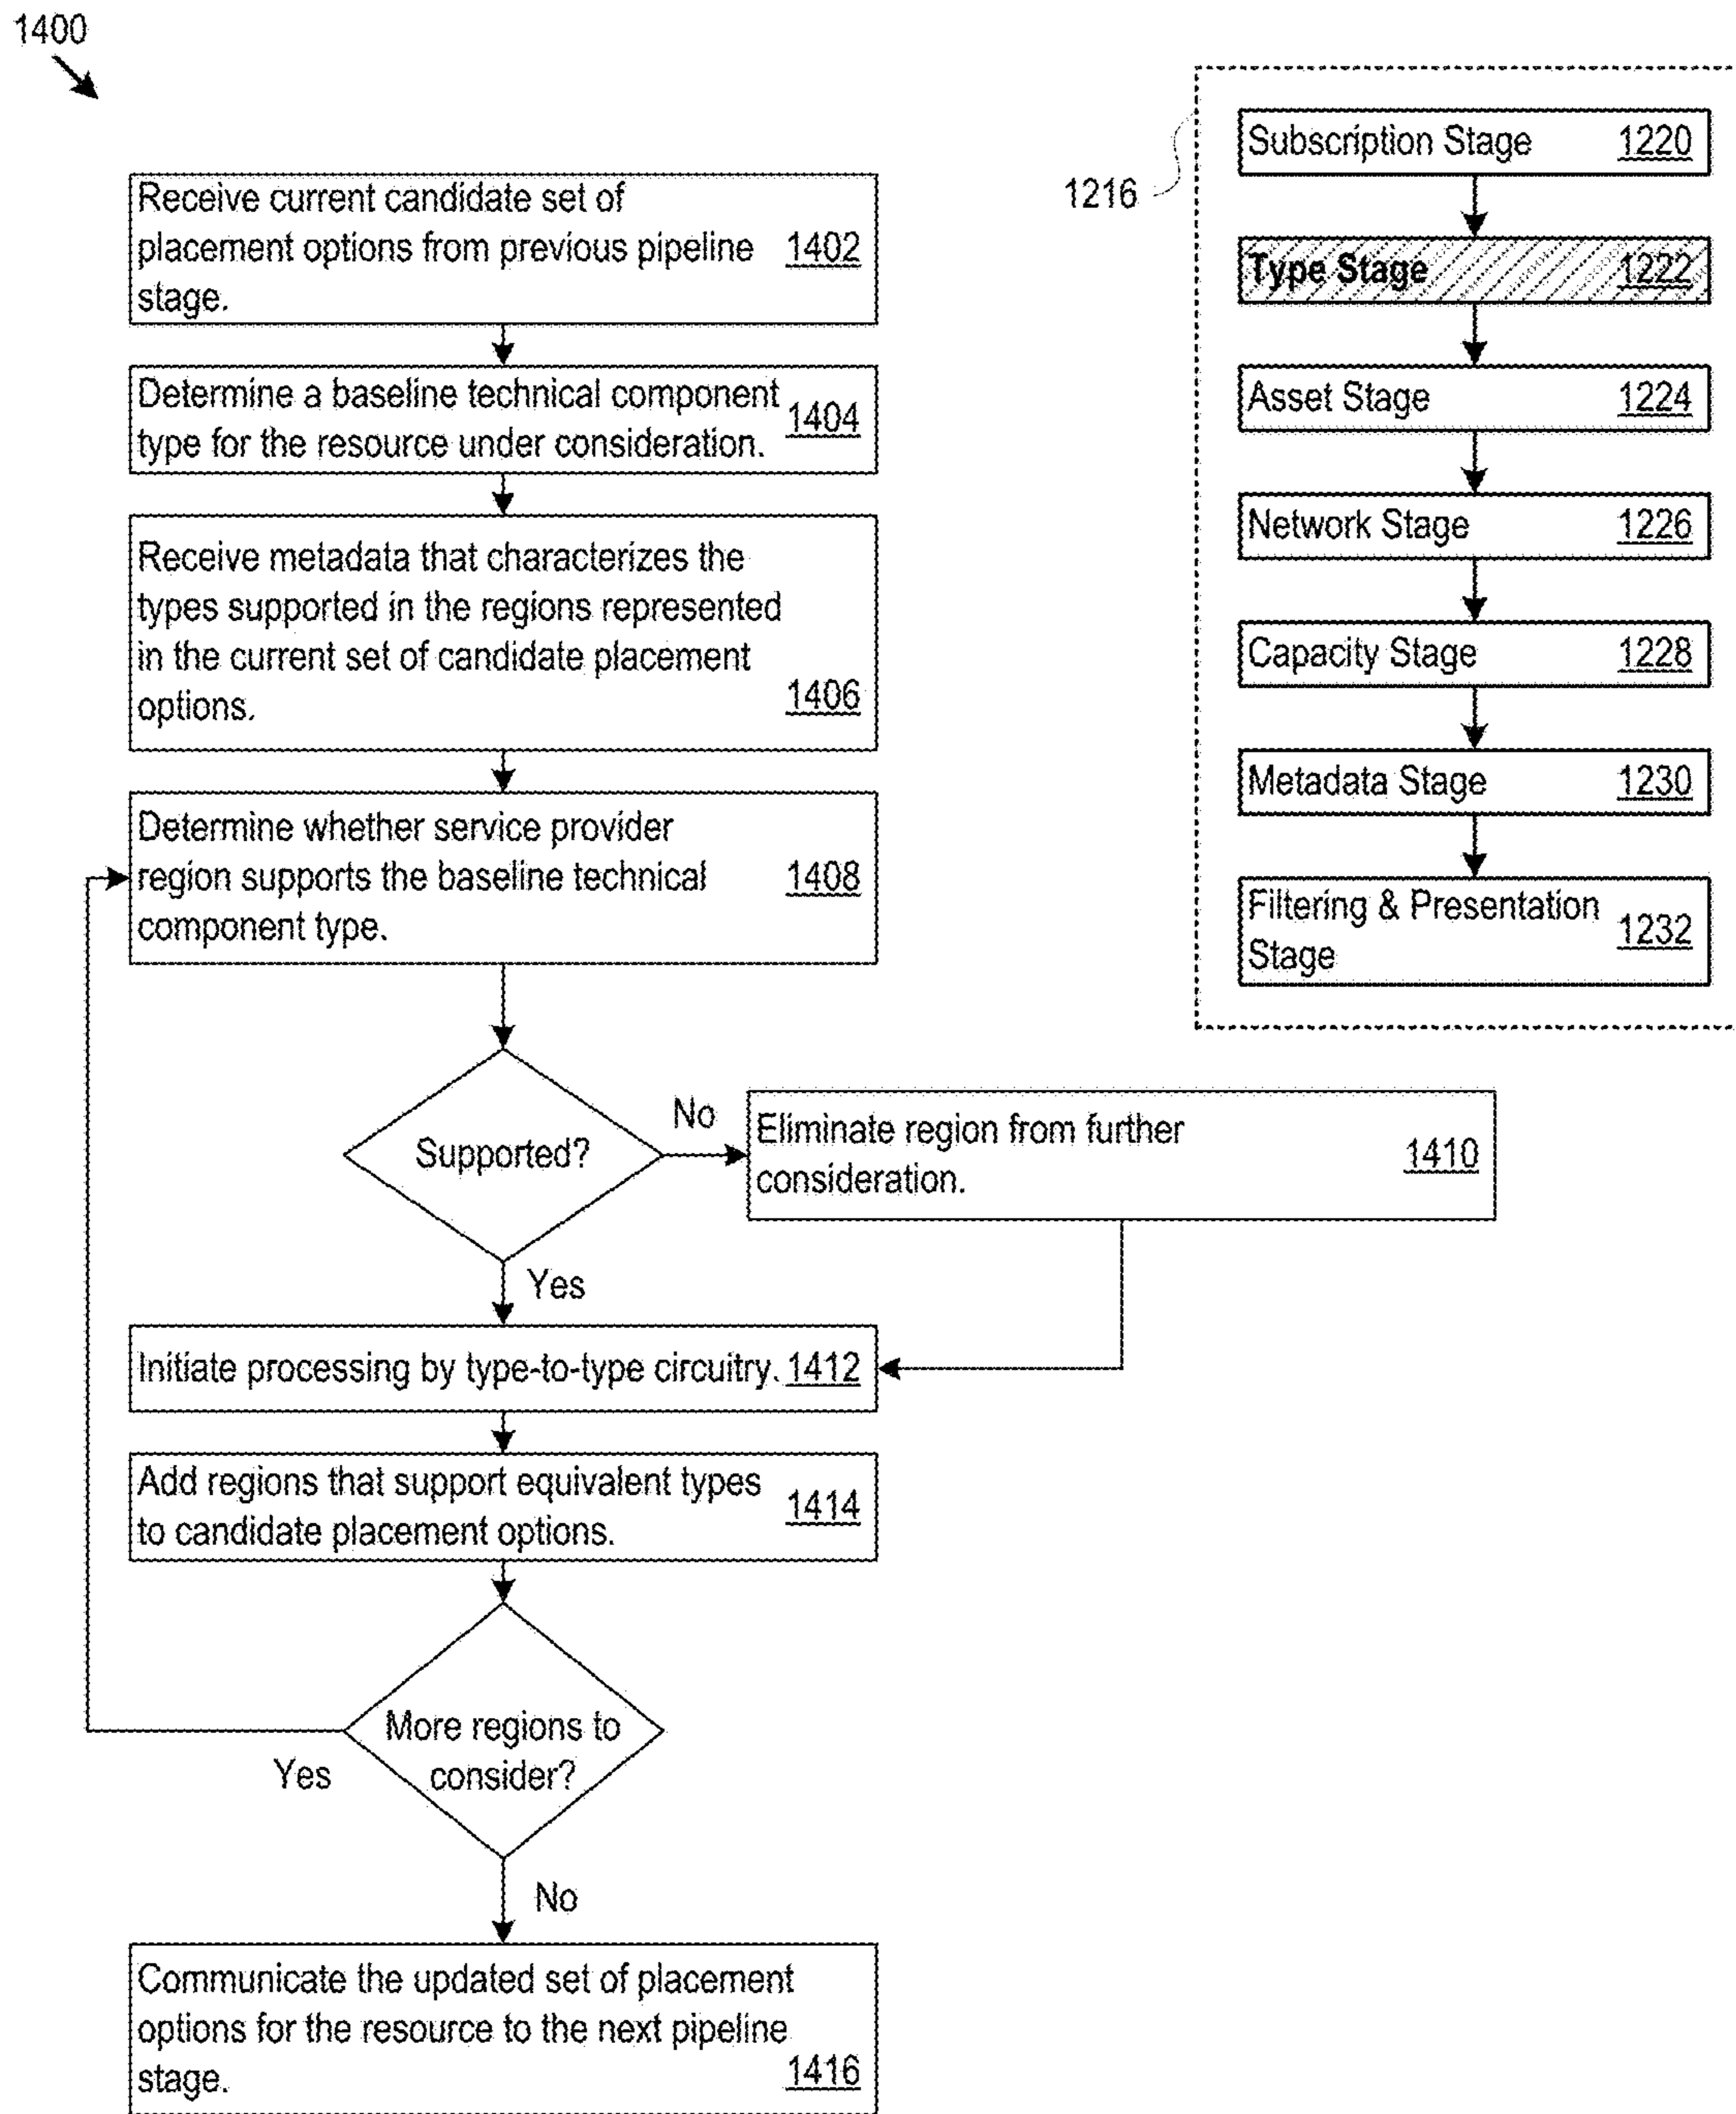 1400
Receive current candidate set of
placement options from previous pipeline 1402
stage.
Determine a baseline technical component
1404
type for the resource under consideration.
Receive metadata that characterizes the
types supported in the regions represented
in the current set of candidate placement
options. 1406
Determine whether service provider
region supports the baseline technical 1408
component type.
Supported?
No
Eliminate region from further
consideration.
1410
Yes
Initiate processing by type-to-type circuitry. 1412
Add regions that support equivalent types
to candidate placement options.
1414
More regions to
consider?
Yes
No
Communicate the updated set of placement
options for the resource to the next pipeline
stage. 1416
1216
Subscription Stage 1220
Type Stage 1222
Asset Stage 1224
Network Stage 1226
Capacity Stage 1228
Metadata Stage 1230
Filtering & Presentation
Stage
1232